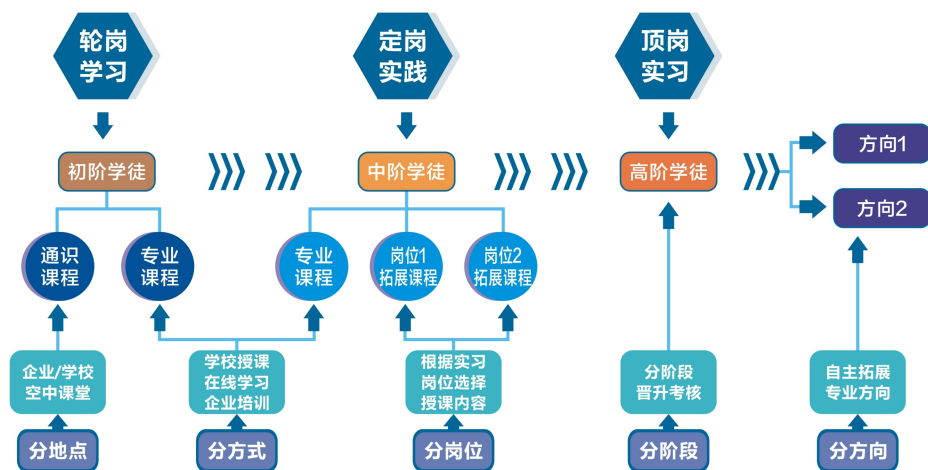 轮岗
学习
定岗
实践
顶岗
实习
初阶学徒
中阶学徒
高阶学徒
方向1
方向2
通识
课程
专业
课程
专业
课程
岗位1
拓展课程
岗位2
拓展课程
企业/学校
空中课堂
学校授课
在线学习
企业培训
根据实习
岗位选择
授课内容
分阶段
晋升考核
自主拓展
专业方向
分地点
分方式
分岗位
分阶段
分方向